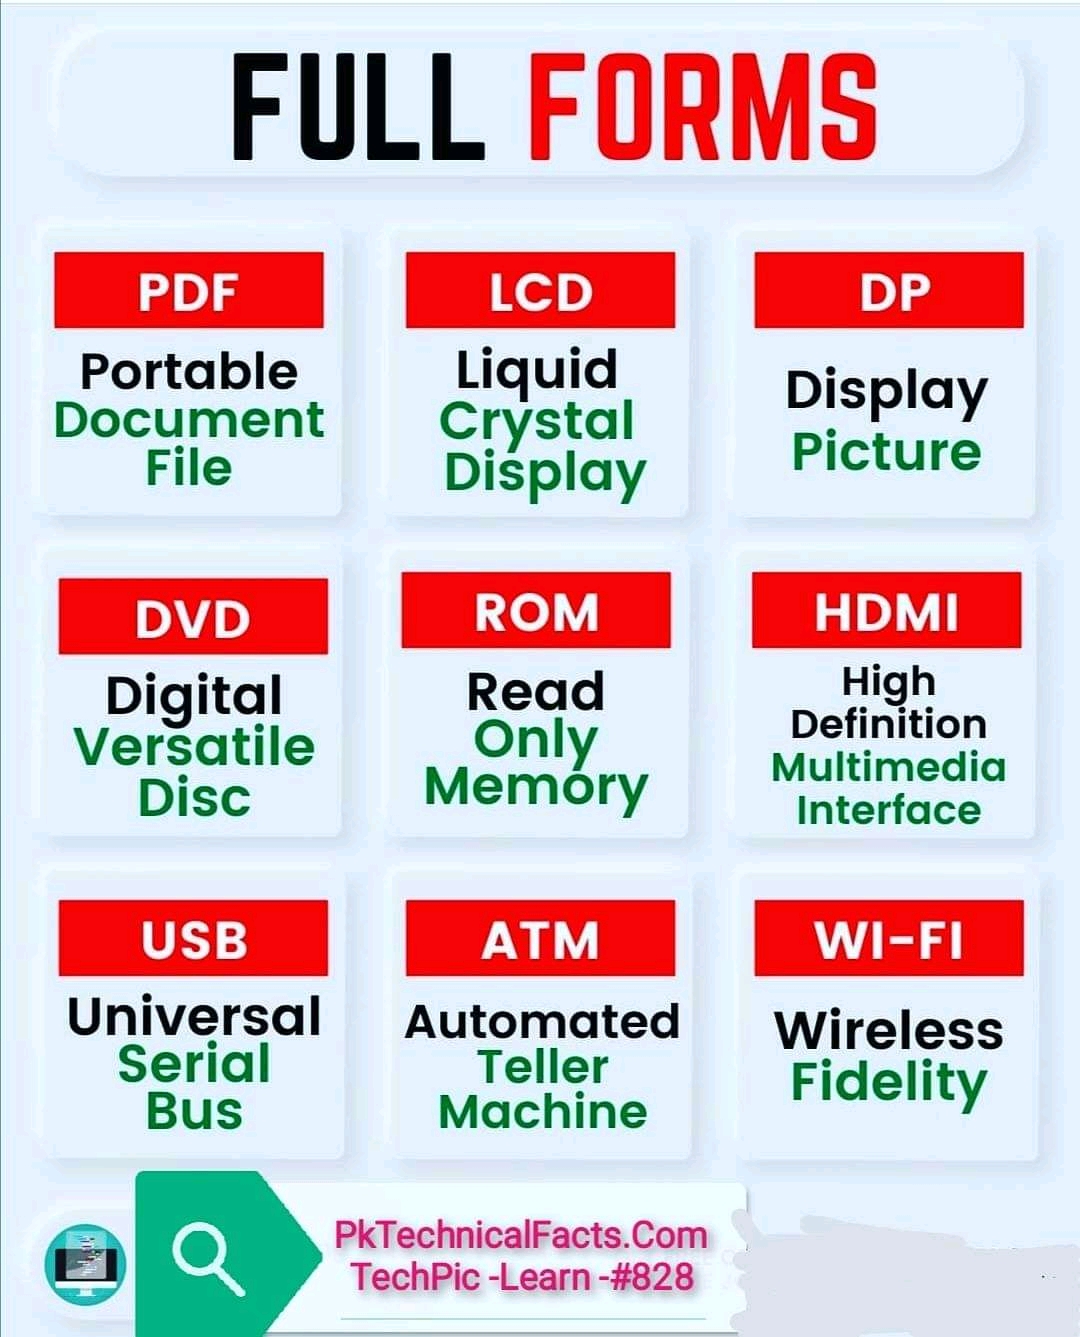 FULL FORMS
PDF
Portable
Document
File
LCD
Liquid
Crystal
Display
DP
Display
Picture
DVD
Digital
Versatile
Disc
ROM
Read
Only
Memory
HDMI
High
Definition
Multimedia
Interface
USB
Universal
Serial
Bus
ATM
Automated
Teller
Machine
WI-FI
Wireless
Fidelity
PkTechnicalFacts.Com
TechPic -Learn -#828